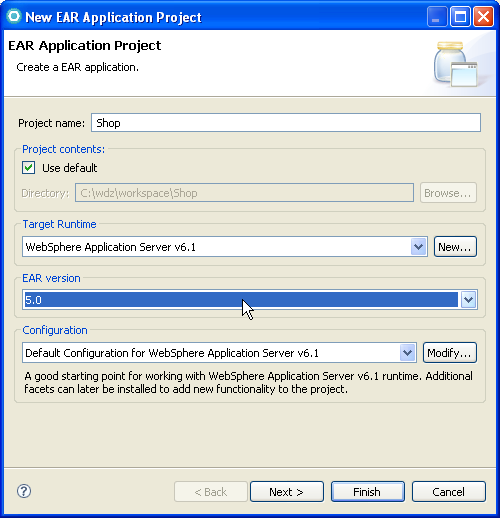 New EAR Application Project
EAR Application Project
Create a EAR application.
Project name: Shop
Project contents:
Use default
Directory: C:\wdz\workspace\Shop Browse...
Target Runtime
WebSphere Application Server v6.1 New...
EAR version
5.0
Configuration
Default Configuration for WebSphere Application Server v6.1 Modify...
A good starting point for working with WebSphere Application Server v6.1 runtime. Additional
facets can later be installed to add new functionality to the project.
? < Back Next > Finish Cancel